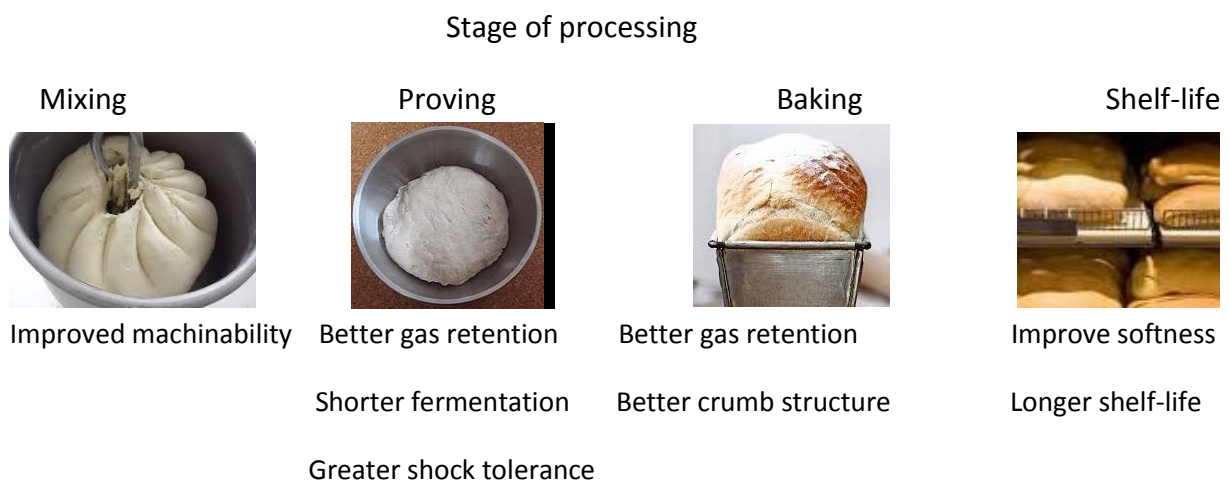 Stage of processing
Mixing Proving Baking Shelf-life
Improved machinability Better gas retention Better gas retention Improve softness
Shorter fermentation Better crumb structure Longer shelf-life
Greater shock tolerance